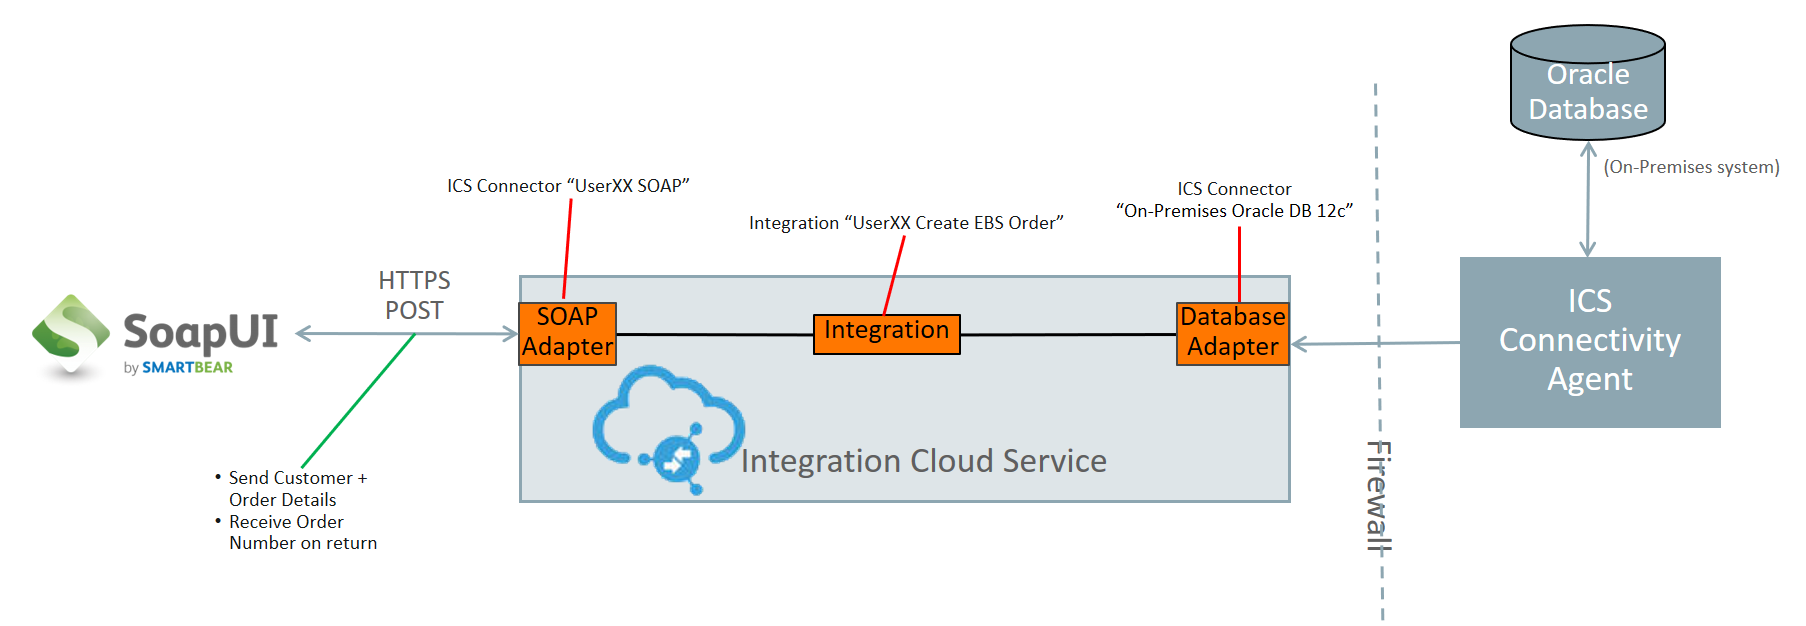 Oracle
Database
(On-Premises system)
ICS Connector “UserXX SOAP”
Integration “UserXX Create EBS Order”
ICS Connector
“On-Premises Oracle DB 12c”
HTTPS
POST
SoapUI
by SMARTBEAR
SOAP
Adapter
Integration
Database
Adapter
ICS
Connectivity
Agent
Integration Cloud Service
Firewall
• Send Customer +
Order Details
• Receive Order
Number on return